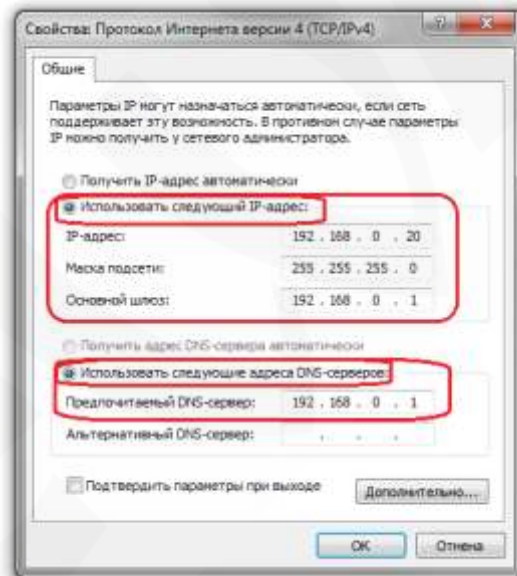 Свойства: Протокол Интернета версии 4 (TCP/IPv4)
Общие
Параметры IP могут назначаться автоматически, если сеть
поддерживает эту возможность. В противном случае параметры
IP можно получить у сетевого администратора.
Получить IP-адрес автоматически
Использовать следующий IP-адрес:
IP-адрес: 192 . 168 . 0 . 20
Маска подсети: 255 . 255 . 255 . 0
Основной шлюз: 192 . 168 . 0 . 1
Получить адрес DNS-сервера автоматически
Использовать следующие адреса DNS-серверов:
Предпочитаемый DNS-сервер: 192 . 168 . 0 . 1
Альтернативный DNS-сервер: . . .
Подтвердить параметры при выходе
Дополнительно...
ОК
Отмена